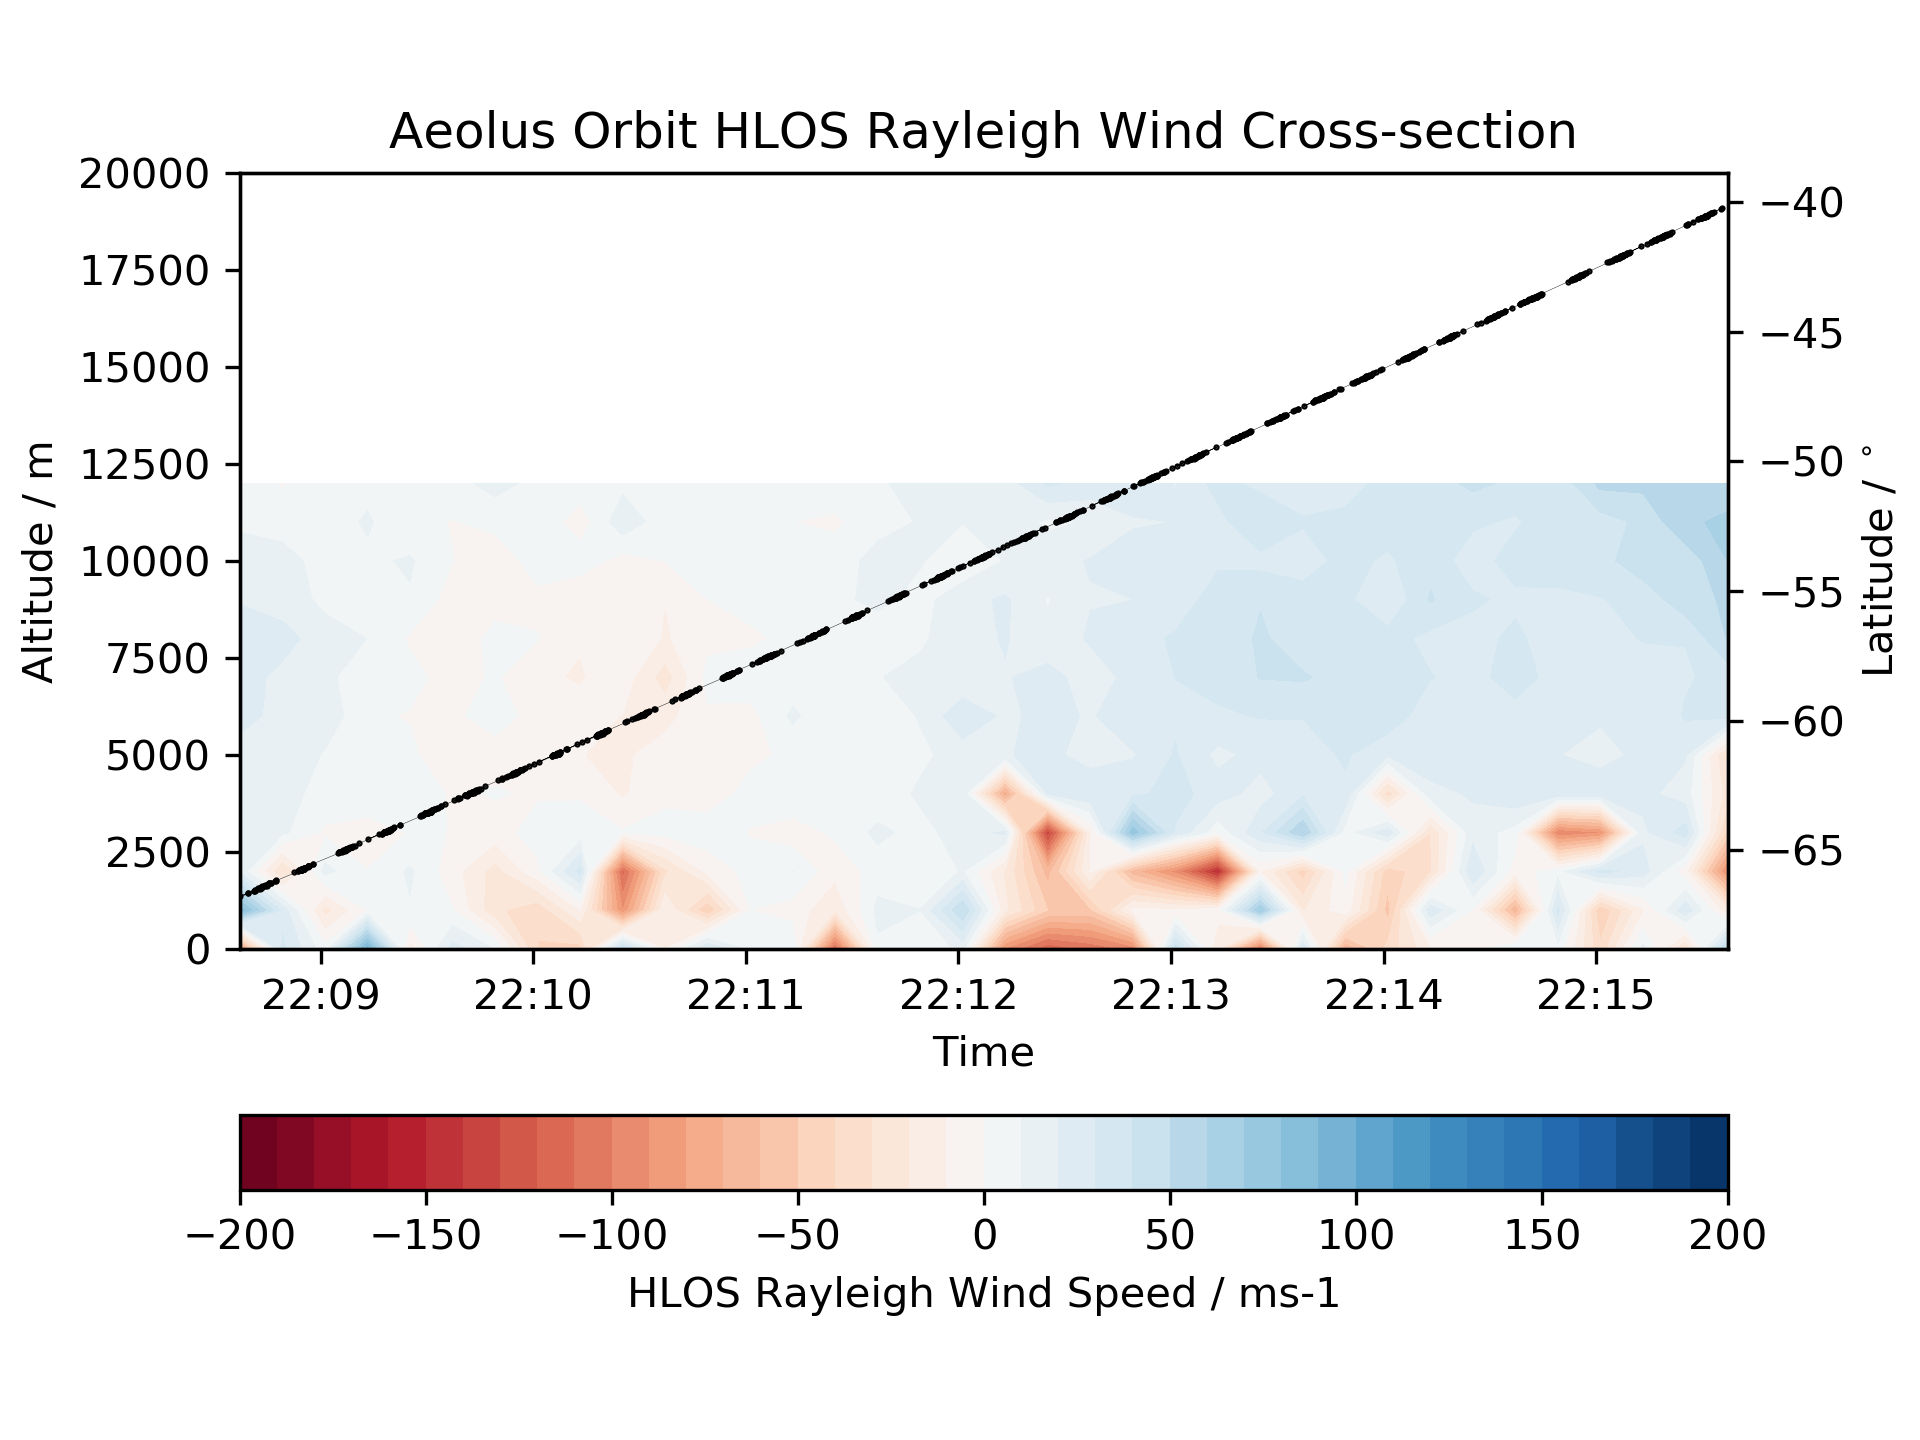 Aeolus Orbit HLOS Rayleigh Wind Cross-section
20000
17500
15000
12500
10000
7500
5000
2500
0
Altitude / m
−40
−45
−50
−55
−60
−65
Latitude / °
22:09 22:10 22:11 22:12 22:13 22:14 22:15
Time
−200 −150 −100 −50 0 50 100 150 200
HLOS Rayleigh Wind Speed / ms-1